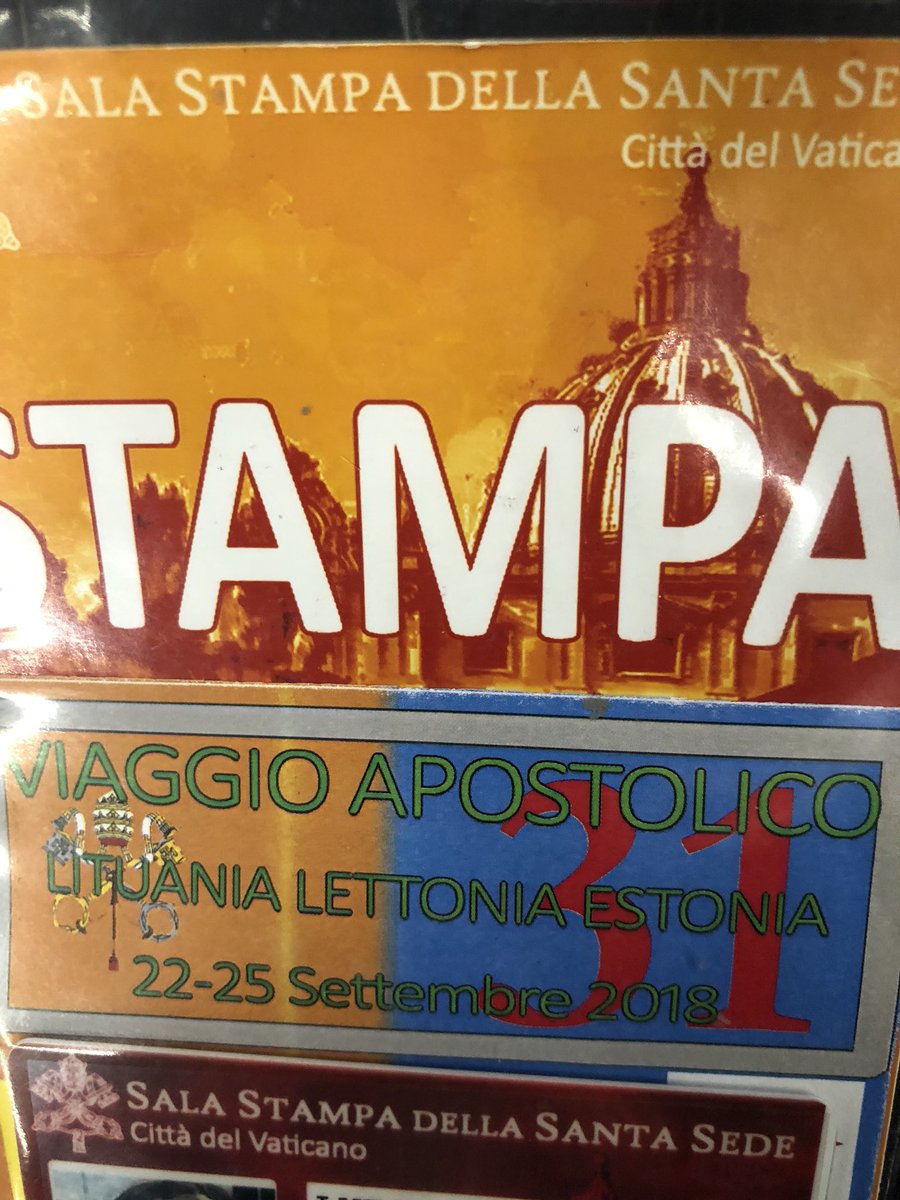 SALA STAMPA DELLA SANTA SE
Città del Vatica
STAMPA
VIAGGIO APOSTOLICO
31
LITUANIA LETTONIA ESTONIA
22-25 Settembre 2018
SALA STAMPA DELLA SANTA SEDE
Città del Vaticano